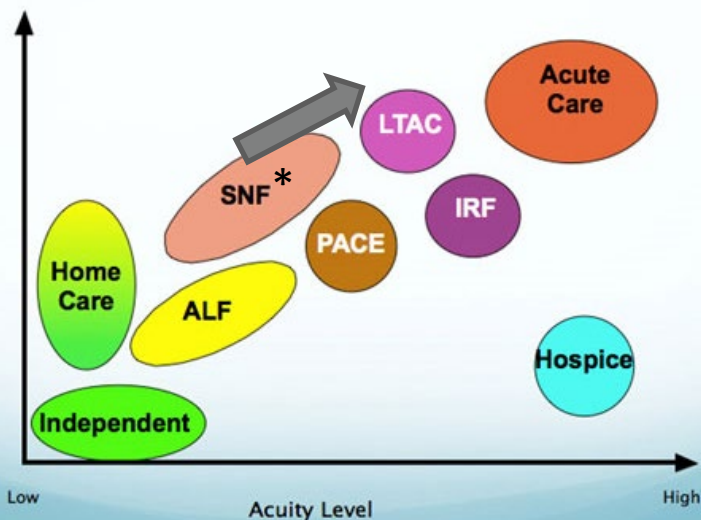 Acute
Care
LTAC
SNF*
IRF
PACE
Home
Care
ALF
Hospice
Independent
Low
High
Acuity Level